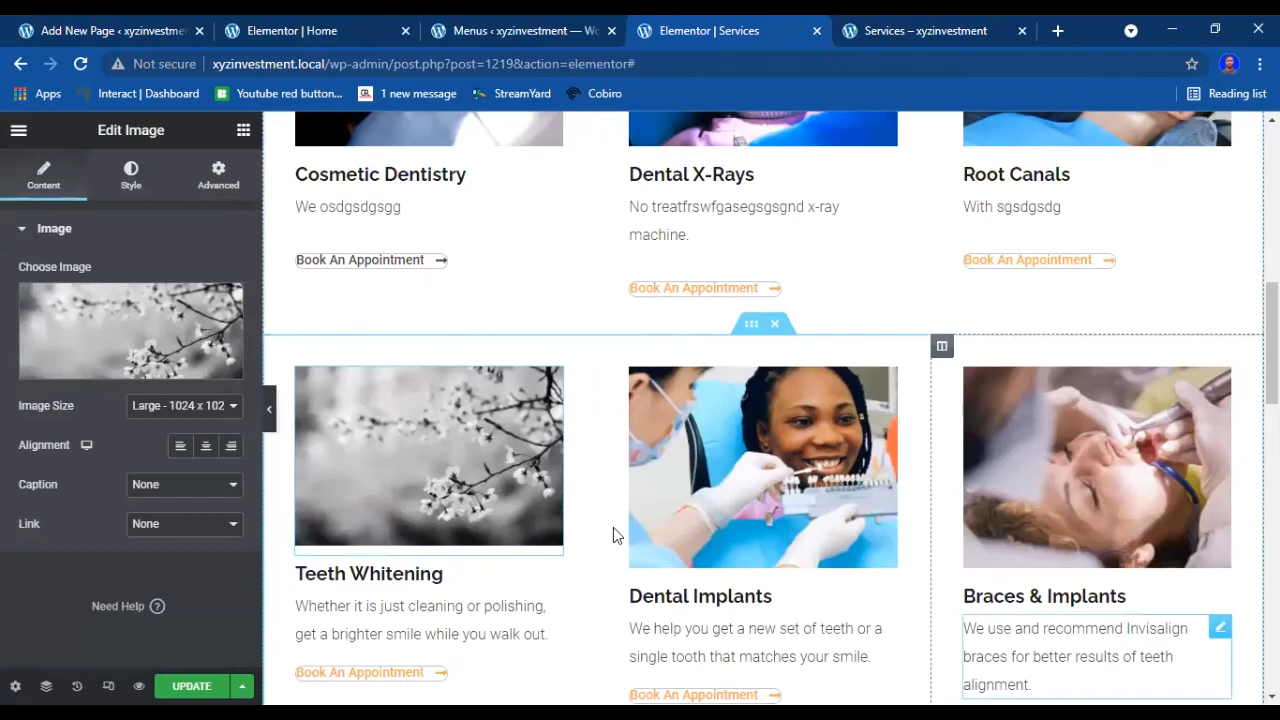 Add New Page ‹ xyzinvestme
Elementor | Home
Menus ‹ xyzinvestment — Wo
Elementor | Services
Services – xyzinvestment
Not secure
xyzinvestment.local/wp-admin/post.php?post=1219&action=elementor#
Apps
Interact | Dashboard
Youtube red button...
1 new message
StreamYard
Cobiro
Reading list
Edit Image
Content
Style
Advanced
Image
Choose Image
Image Size
Large - 1024 x 102
Alignment
Caption
None
Link
None
Need Help
UPDATE
Cosmetic Dentistry
We osdgsdgsgg
Book An Appointment
Dental X-Rays
No treatfrswfgasegsgsgnd x-ray
machine.
Book An Appointment
Root Canals
With sgsdgsdg
Book An Appointment
Teeth Whitening
Whether it is just cleaning or polishing,
get a brighter smile while you walk out.
Book An Appointment
Dental Implants
We help you get a new set of teeth or a
single tooth that matches your smile.
Book An Appointment
Braces & Implants
We use and recommend Invisalign
braces for better results of teeth
alignment.